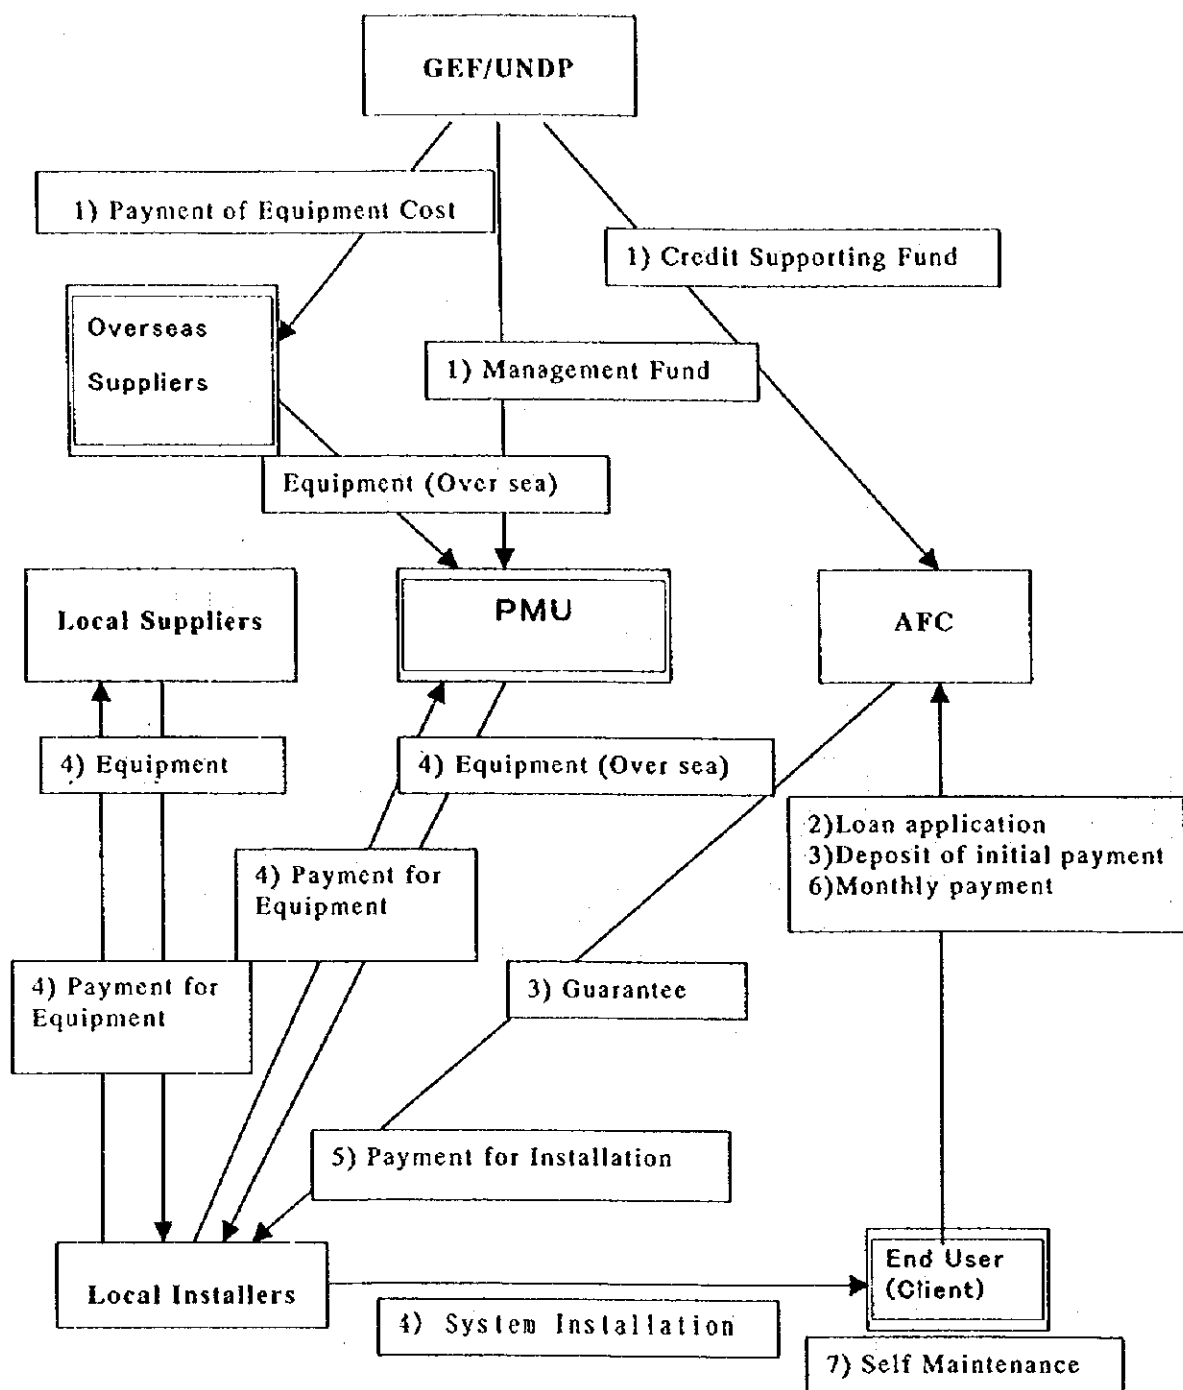 GEF/UNDP
1) Payment of Equipment Cost
1) Credit Supporting Fund
Overseas
Suppliers
1) Management Fund
Equipment (Over sea)
Local Suppliers
PMU
AFC
4) Equipment
4) Equipment (Over sea)
2)Loan application
3)Deposit of initial payment
6)Monthly payment
4) Payment for
Equipment
4) Payment for
Equipment
3) Guarantee
5) Payment for Installation
Local Installers
End User
(Client)
4) System Installation
7) Self Maintenance